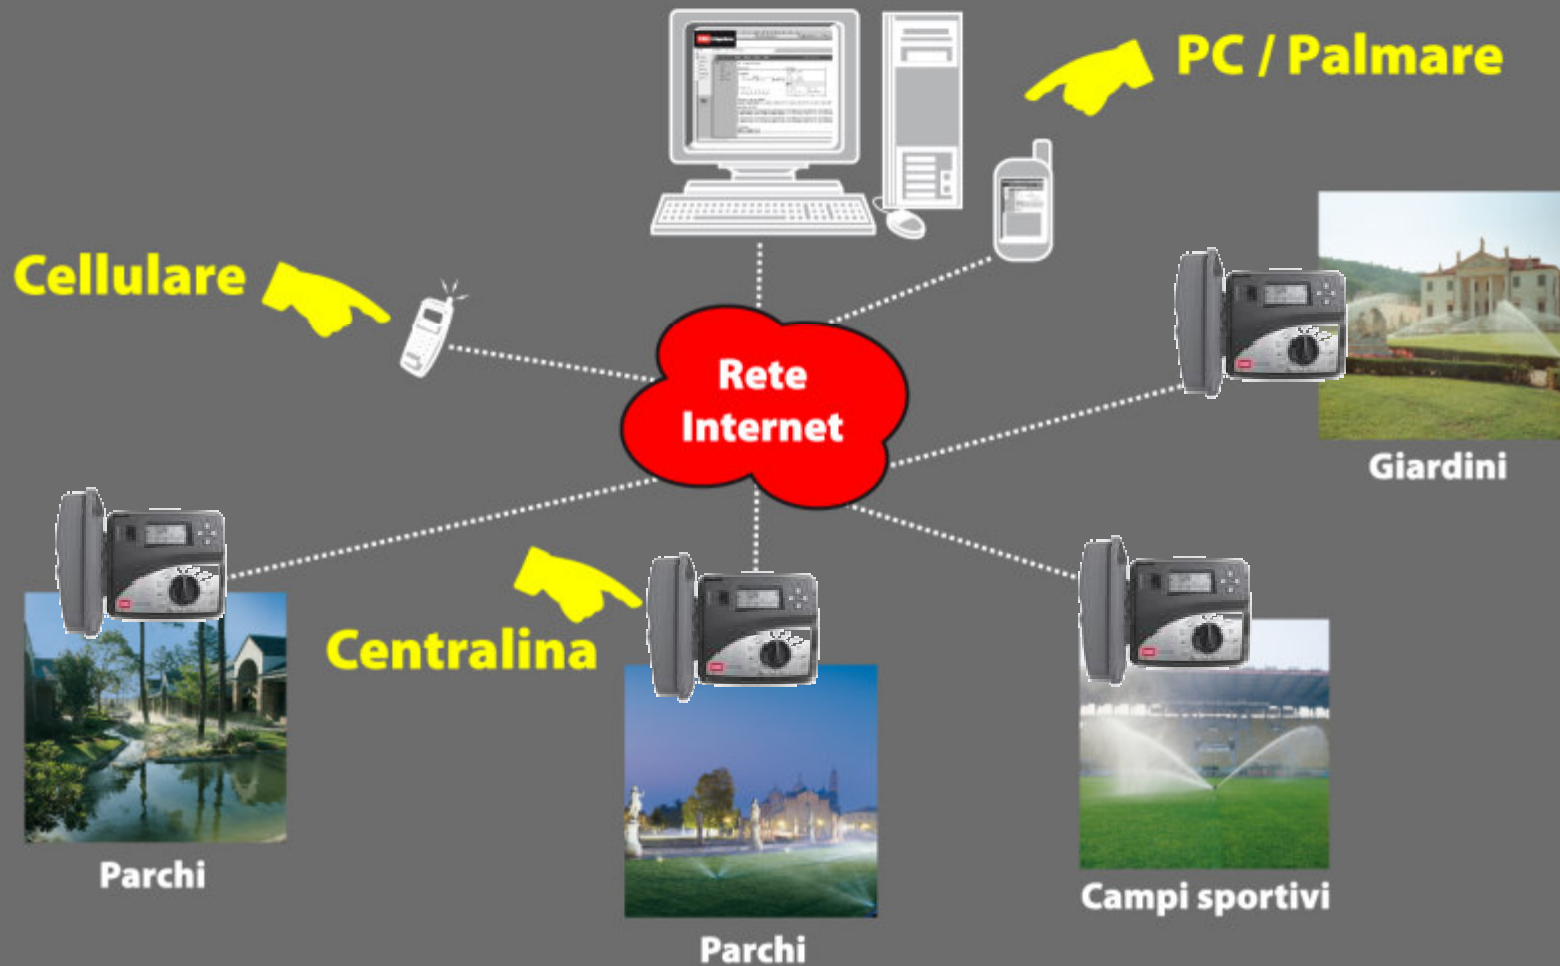 PC / Palmare
Cellulare
Rete
Internet
Giardini
Centralina
Parchi
Campi sportivi
Parchi